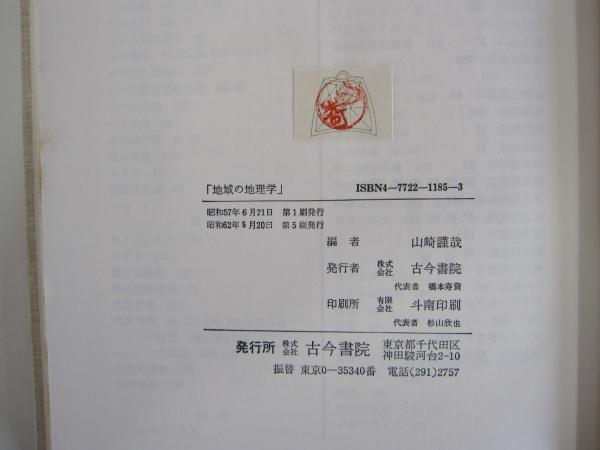 「地域の地理学」 ISBN4—7722—1185—3
昭和57年6月21日 第1刷発行
昭和62年5月20日 第5刷発行
編者 山崎謹哉
発行者 株式会社 古今書院
代表者 橋本寿資
印刷所 有限会社 斗南印刷
代表者 杉山欣也
発行所 株式会社 古今書院 東京都千代田区
神田駿河台2-10
振替 東京0—35340番 電話(291)2757